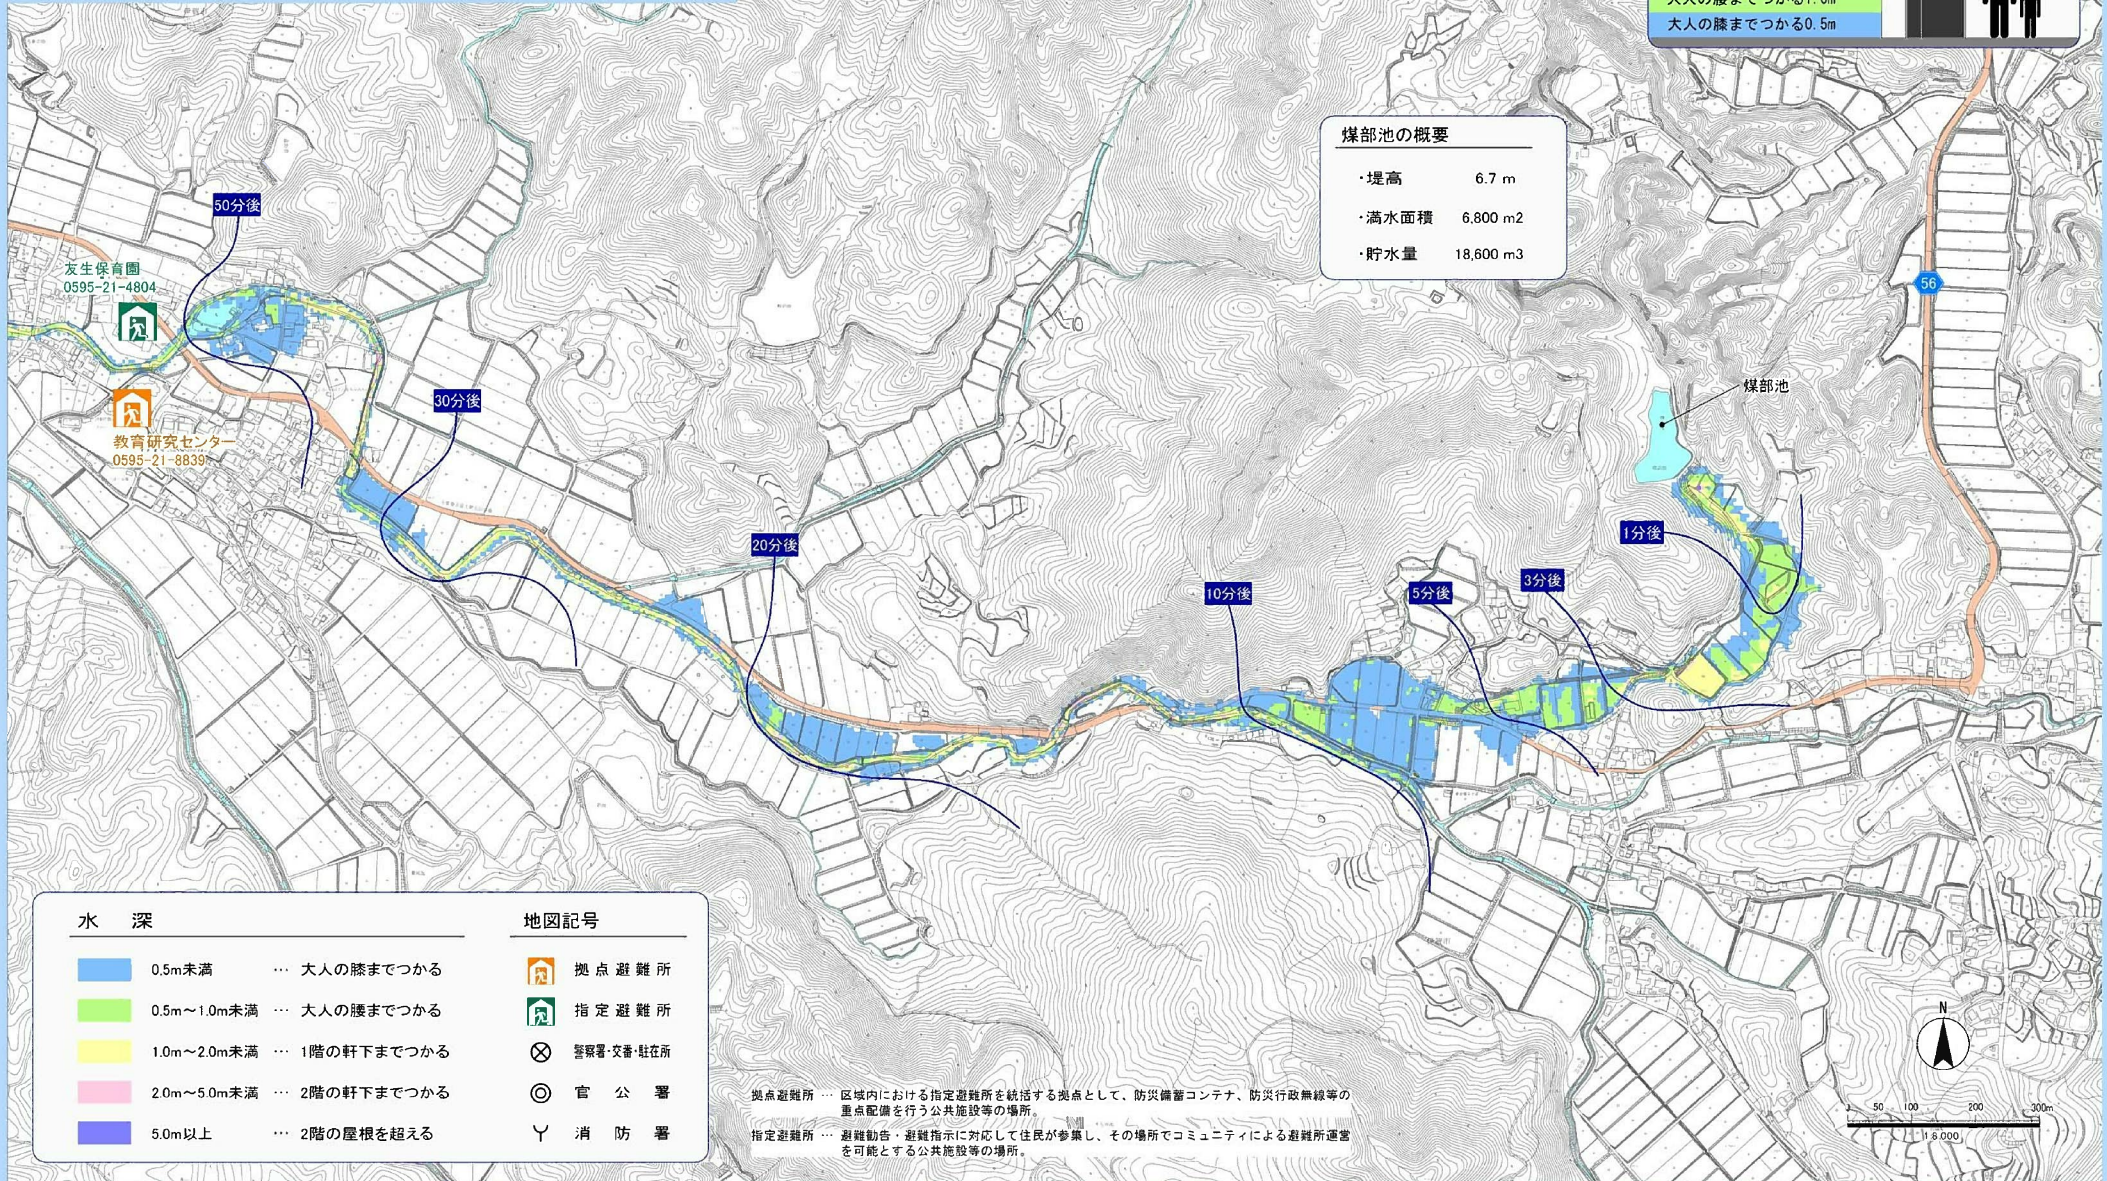 大人の膝までつかる0.5m
煤部池の概要
・堤高 6.7 m
・満水面積 6,800 m2
・貯水量 18,600 m3
50分後
友生保育園
0595-21-4804
56
煤部池
30分後
教育研究センター
0595-21-8839
1分後
20分後
3分後
5分後
10分後
水 深
0.5m未満 … 大人の膝までつかる
0.5m～1.0m未満 … 大人の腰までつかる
1.0m～2.0m未満 … 1階の軒下までつかる
2.0m～5.0m未満 … 2階の軒下までつかる
5.0m以上 … 2階の屋根を超える
地図記号
拠点避難所
指定避難所
警察署・交番・駐在所
官公署
消防署
拠点避難所 … 区域内における指定避難所を統括する拠点として、防災備蓄コンテナ、防災行政無線等の
重点配備を行う公共施設等の場所。
指定避難所 … 避難勧告・避難指示に対応して住民が参集し、その場所でコミュニティによる避難所運営
を可能とする公共施設等の場所。
N
50 100 200 300m
1:8,000